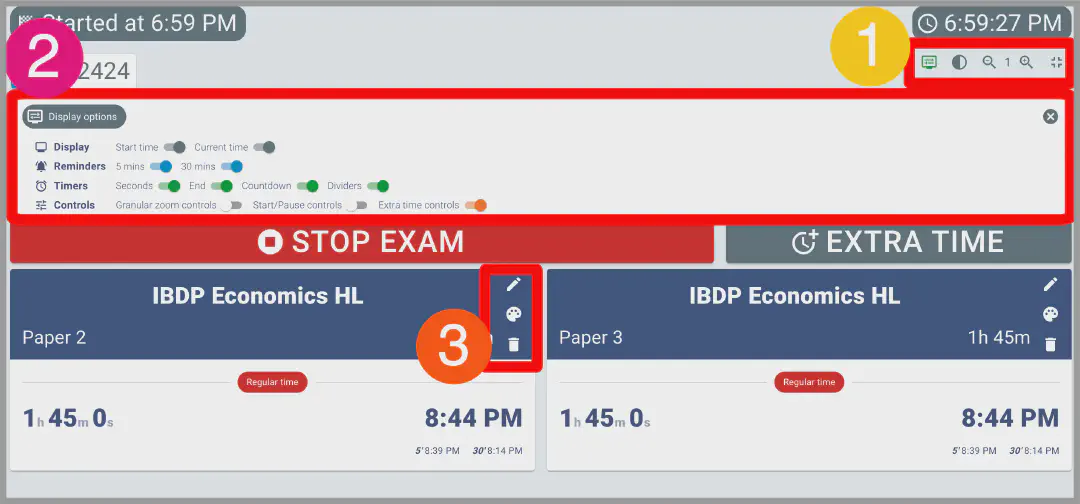 Started at 6:59 PM
6:59:27 PM
1
2
2424
1
Display options
Display Start time Current time
Reminders 5 mins 30 mins
Timers Seconds End Countdown Dividers
Controls Granular zoom controls Start/Pause controls Extra time controls
STOP EXAM
EXTRA TIME
IBDP Economics HL
Paper 2
3
Regular time
1h 45m 0s
8:44 PM
5' 8:39 PM 30' 8:14 PM
IBDP Economics HL
Paper 3
1h 45m
Regular time
1h 45m 0s
8:44 PM
5' 8:39 PM 30' 8:14 PM